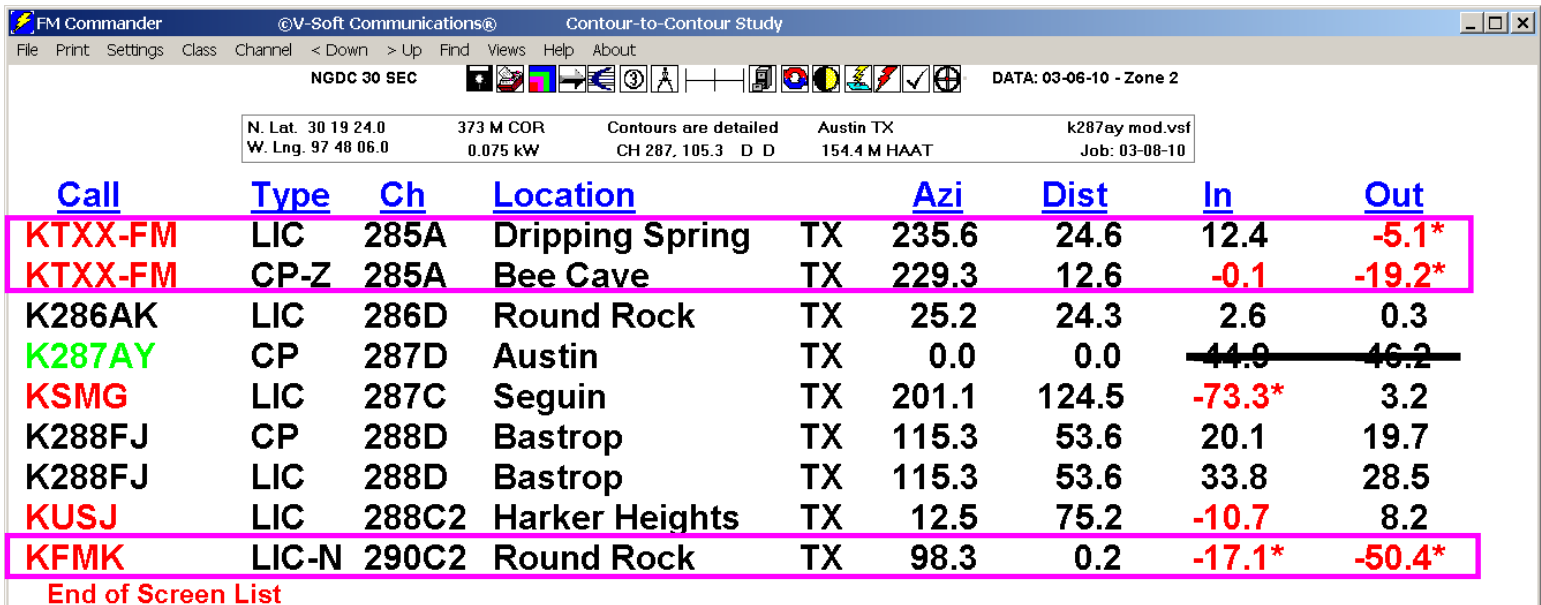 FM Commander ©V-Soft Communications® Contour-to-Contour Study
File Print Settings Class Channel < Down > Up Find Views Help About
NGDC 30 SEC 3 DATA: 03-06-10 - Zone 2
N. Lat. 30 19 24.0 373 M COR Contours are detailed Austin TX k287ay mod.vsf
W. Lng. 97 48 06.0 0.075 kW CH 287, 105.3 D D 154.4 M HAAT Job: 03-08-10
Call Type Ch Location Azi Dist In Out
KTXX-FM LIC 285A Dripping Spring TX 235.6 24.6 12.4 -5.1*
KTXX-FM CP-Z 285A Bee Cave TX 229.3 12.6 -0.1 -19.2*
K286AK LIC 286D Round Rock TX 25.2 24.3 2.6 0.3
K287AY CP 287D Austin TX 0.0 0.0 -44.9 -46.2
KSMG LIC 287C Seguin TX 201.1 124.5 -73.3* 3.2
K288FJ CP 288D Bastrop TX 115.3 53.6 20.1 19.7
K288FJ LIC 288D Bastrop TX 115.3 53.6 33.8 28.5
KUSJ LIC 288C2 Harker Heights TX 12.5 75.2 -10.7 8.2
KFMK LIC-N 290C2 Round Rock TX 98.3 0.2 -17.1* -50.4*
End of Screen List